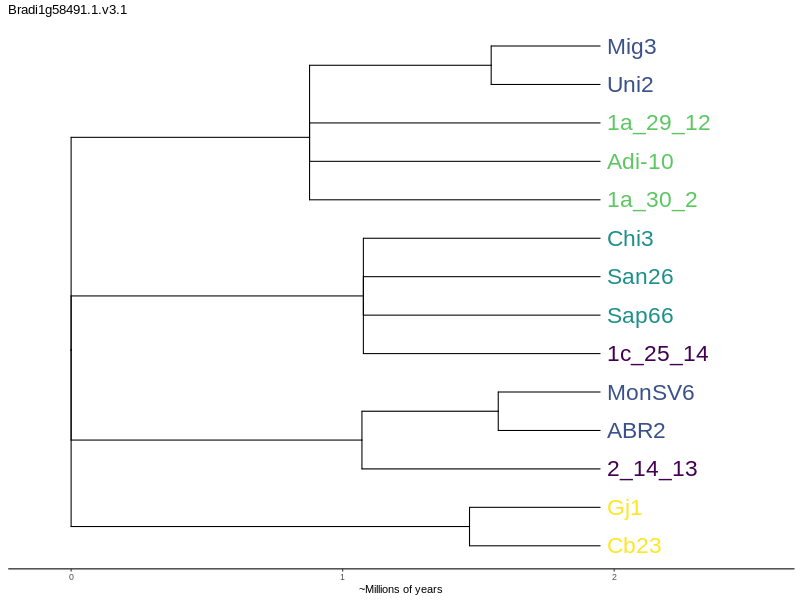 Bradi1g58491.1.v3.1
Mig3
Uni2
1a_29_12
Adi-10
1a_30_2
Chi3
San26
Sap66
1c_25_14
MonSV6
ABR2
2_14_13
Gj1
Cb23
0 1 2
~Millions of years